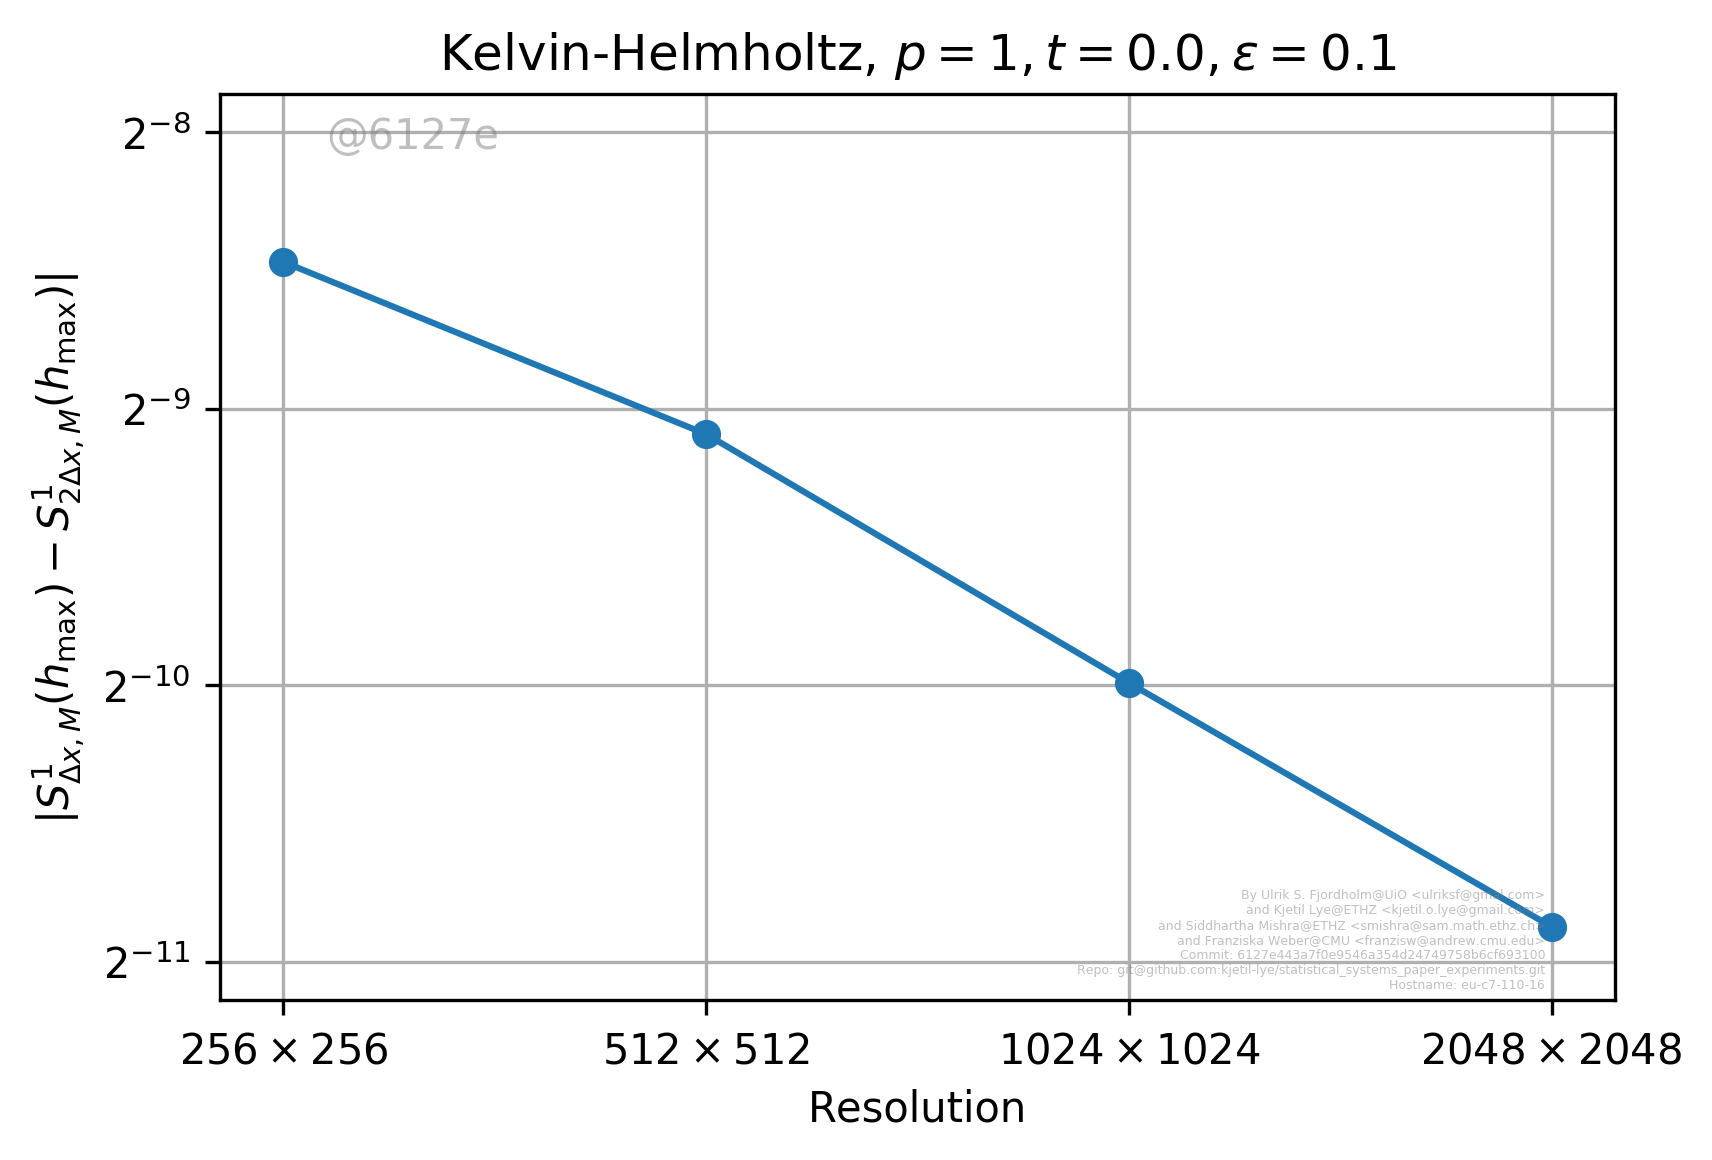 Kelvin-Helmholtz, p = 1, t = 0.0, ε = 0.1
@6127e
2⁻⁸
2⁻⁹
2⁻¹⁰
2⁻¹¹
|S¹_{Δx, M}(h_max) − S¹_{2Δx, M}(h_max)|
By Ulrik S. Fjordholm@UiO <ulriksf@gmail.com>
and Kjetil Lye@ETHZ <kjetil.o.lye@gmail.com>
and Siddhartha Mishra@ETHZ <smishra@sam.math.ethz.ch>
and Franziska Weber@CMU <franzisw@andrew.cmu.edu>
Commit: 6127e443a7f0e9546a354d24749758b6cf693100
Repo: git@github.com:kjetil-lye/statistical_systems_paper_experiments.git
Hostname: eu-c7-110-16
256 × 256 512 × 512 1024 × 1024 2048 × 2048
Resolution